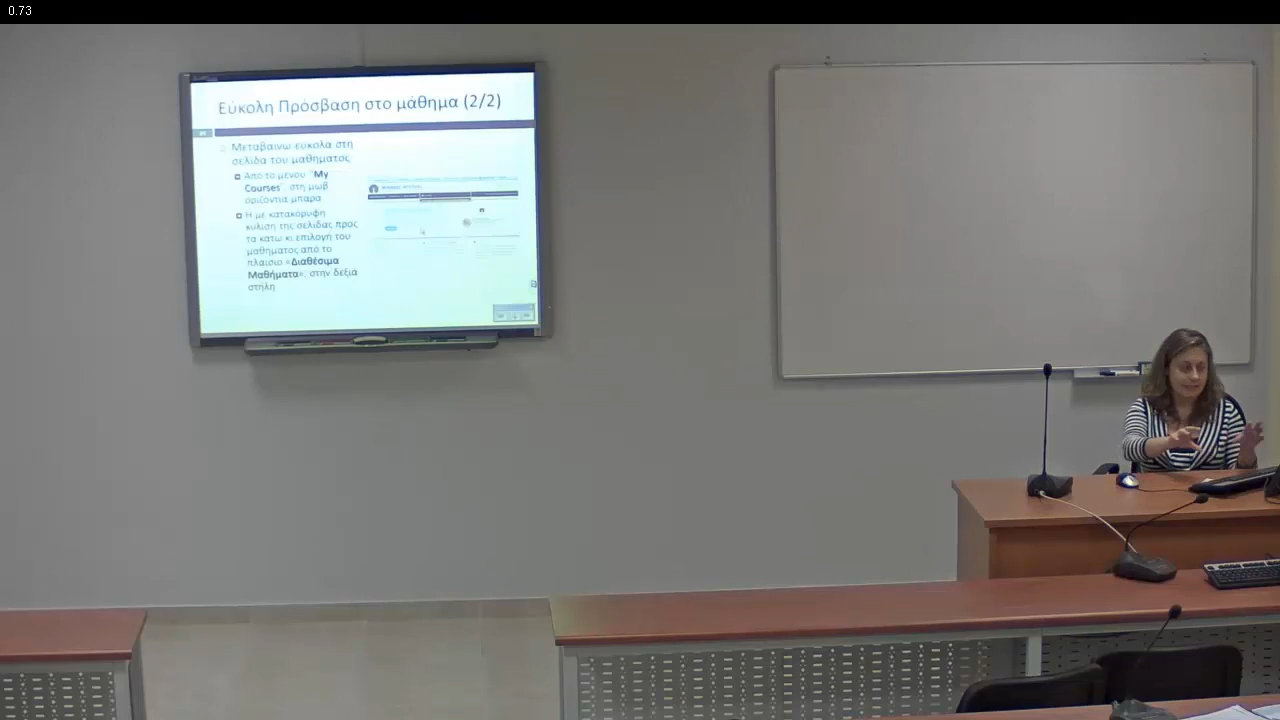 0.73
Εύκολη Πρόσβαση στο μάθημα (2/2)
Μεταβαίνω εύκολα στη
σελίδα του μαθήματος
Από το μενού "My
Courses", στη μωβ
οριζόντια μπάρα
Ή με κατακόρυφη
κύλιση της σελίδας προς
τα κάτω κι επιλογή του
μαθήματος από το
πλαίσιο «Διαθέσιμα
Μαθήματα», στην δεξιά
στήλη